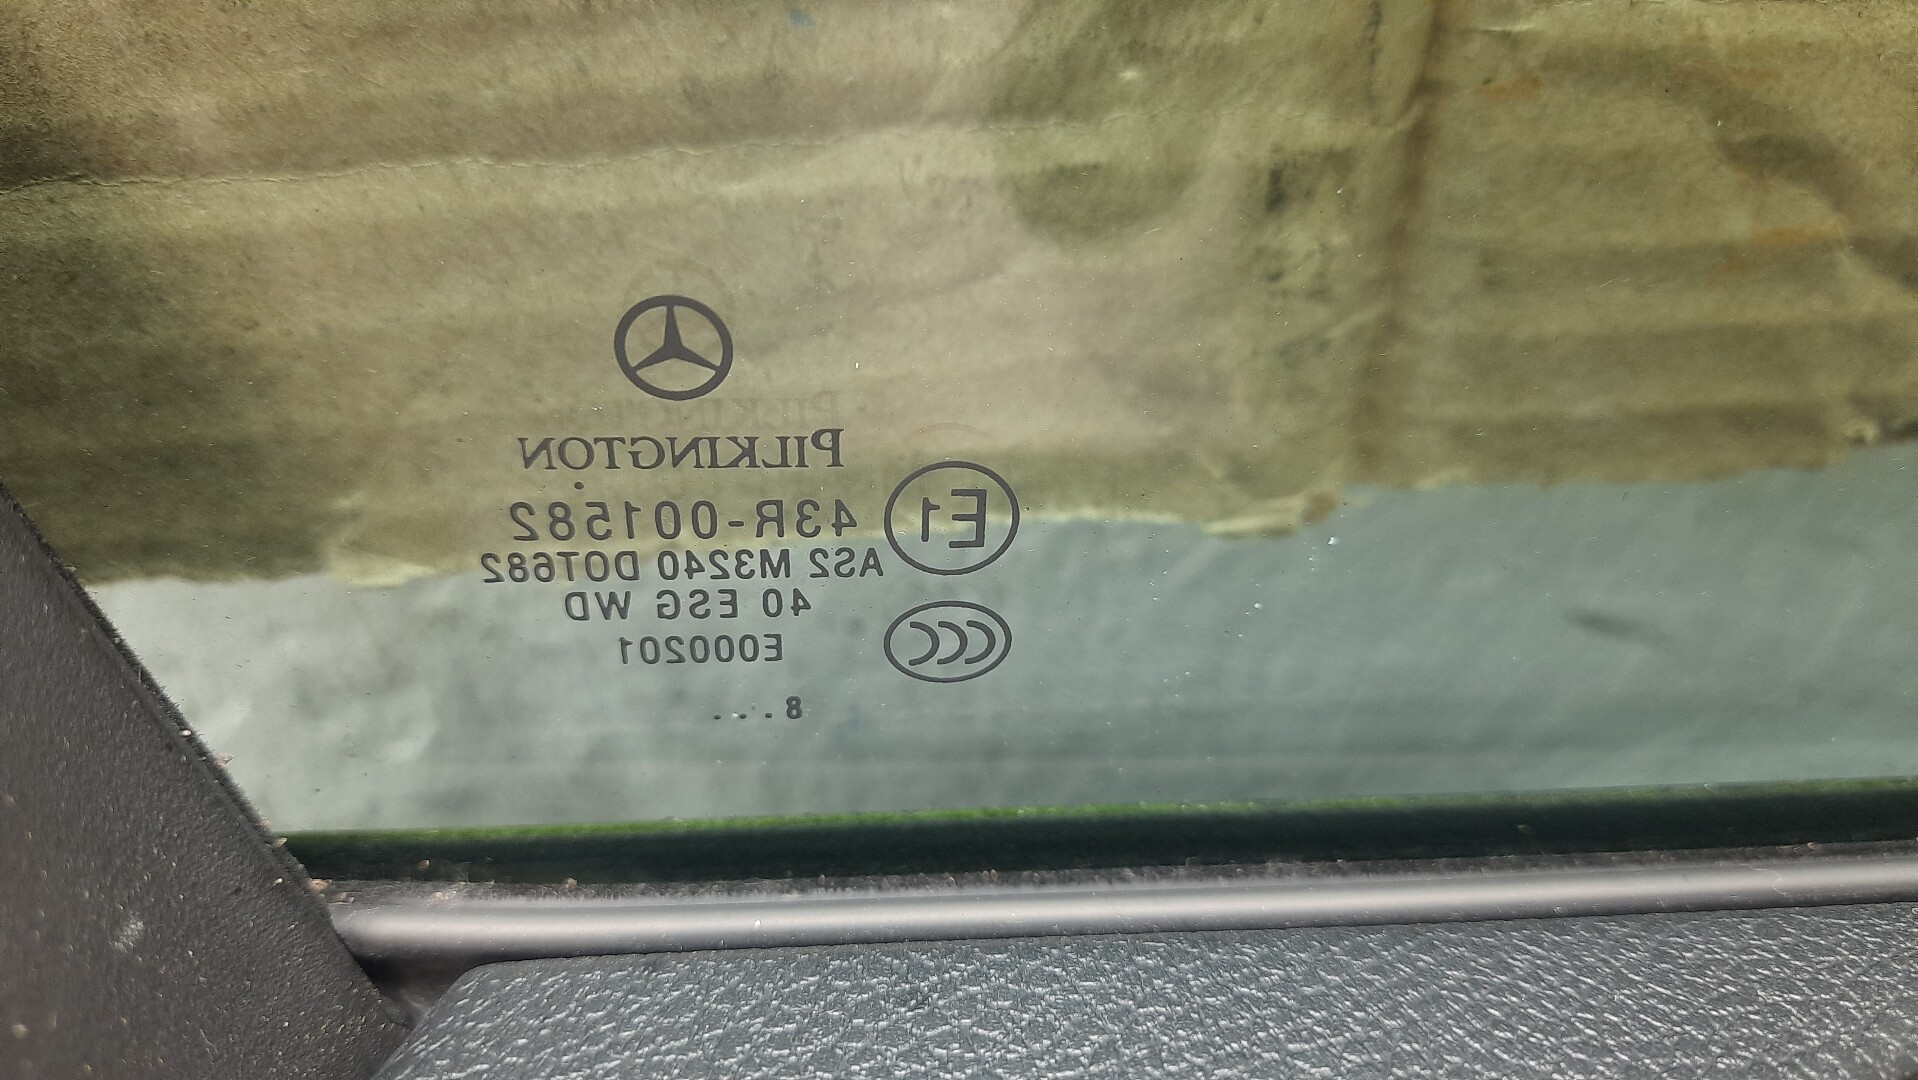 PILKINGTON
E1 43R-001582
AS2 M3240 DOT682
40 ESG WD
CCC E000201
8....